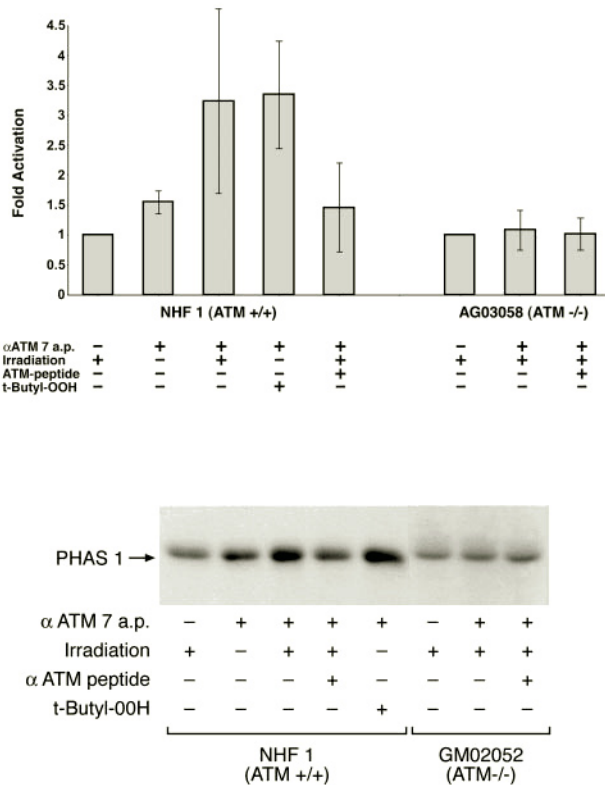 4.5
4
3.5
3
2.5
2
1.5
1
0.5
0
Fold Activation
NHF 1 (ATM +/+) AG03058 (ATM -/-)
αATM 7 a.p. − + + + + − + +
Irradiation + − + − + + + +
ATM-peptide − − − − + − − +
t-Butyl-OOH − − − + − − − −
PHAS 1
α ATM 7 a.p. − + + + + − + +
Irradiation + − + + − + + +
α ATM peptide − − − + − − − +
t-Butyl-00H − − − − + − − −
NHF 1 GM02052
(ATM +/+) (ATM-/-)